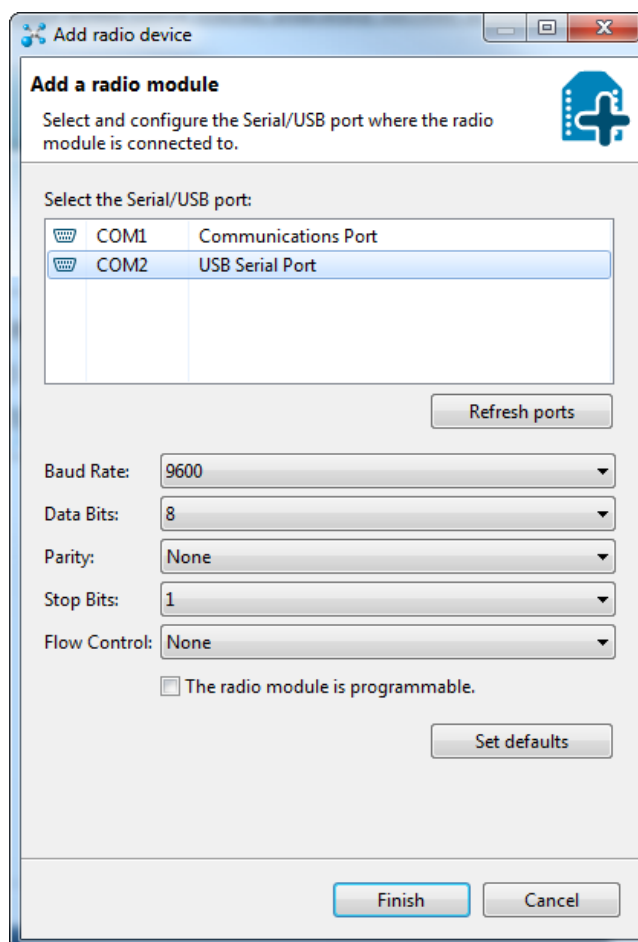 Add radio device
Add a radio module
Select and configure the Serial/USB port where the radio
module is connected to.
Select the Serial/USB port:
COM1 Communications Port
COM2 USB Serial Port
Refresh ports
Baud Rate: 9600
Data Bits: 8
Parity: None
Stop Bits: 1
Flow Control: None
The radio module is programmable.
Set defaults
Finish Cancel